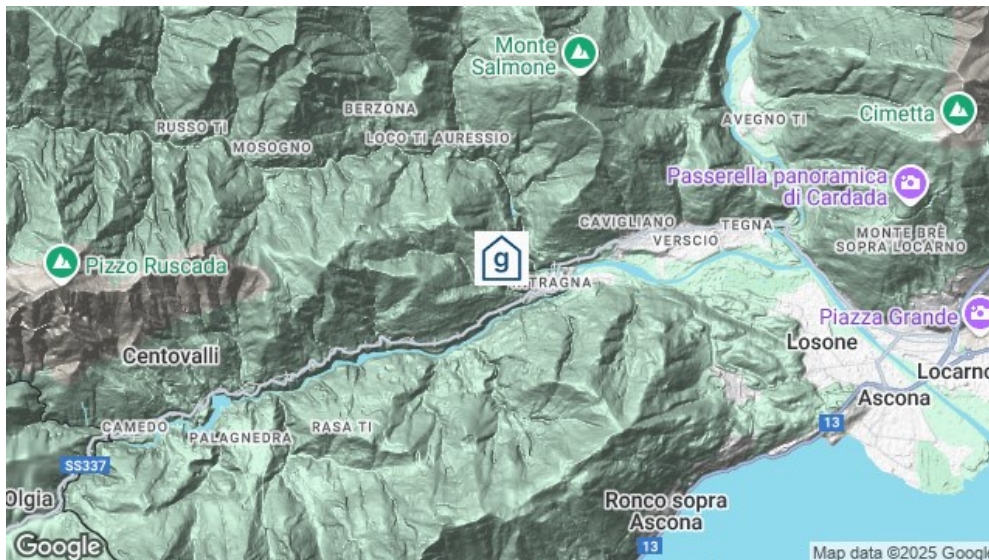 Monte
Salmone
BERZONA
RUSSO TI
MOSOGNO
LOCO TI
AURESSIO
AVEGNO TI
Cimetta
Passerella panoramica
di Cardada
CAVIGLIANO
TEGNA
VERSCIO
MONTE BRÈ
SOPRA LOCARNO
Pizzo Ruscada
g
TRAGNA
Piazza Grande
Losone
Locarno
Centovalli
Ascona
CAMEDO
PALAGNEDRA
RASA TI
13
SS337
Olgia
Ronco sopra
Ascona
13
Google
Map data ©2025 Google